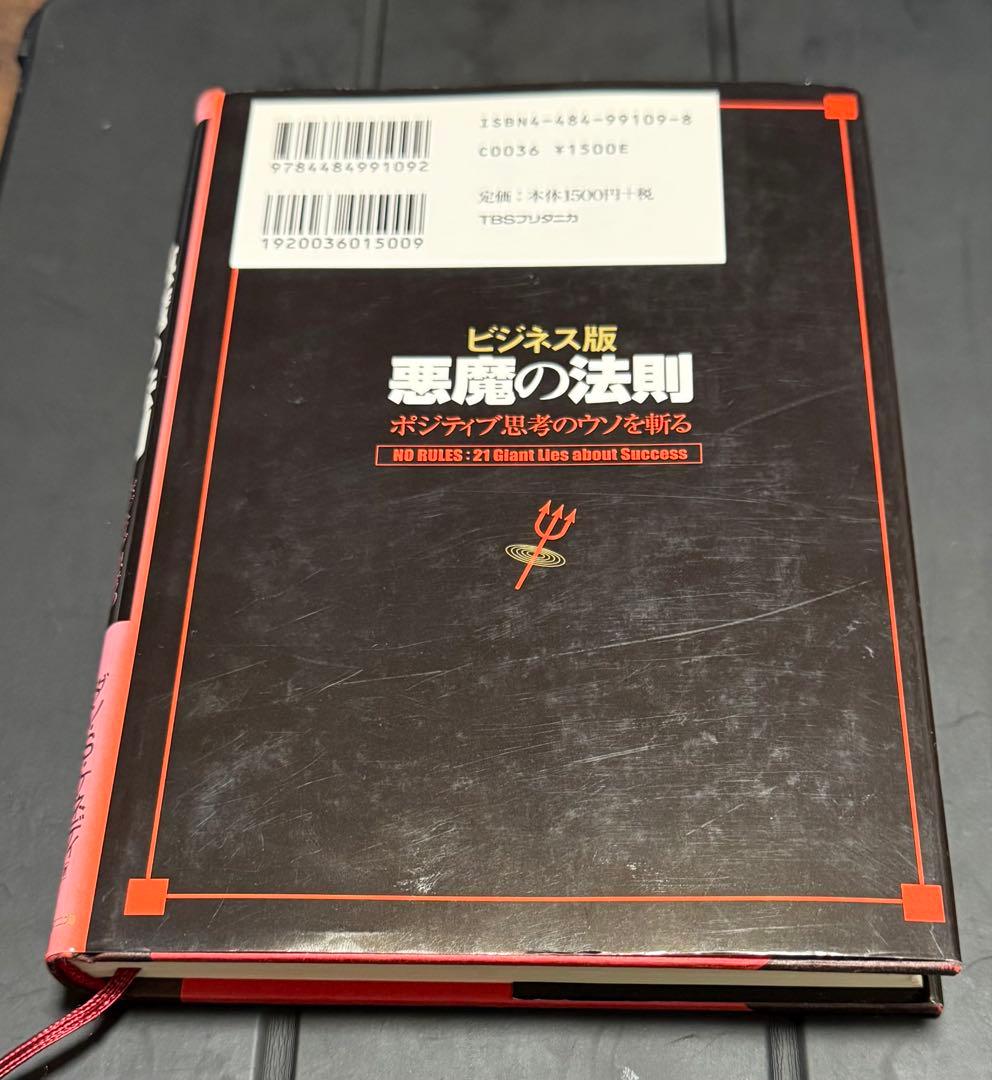 9784484991092
1920036015009
ISBN4-484-99109-8
C0036 ¥1500E
定価：本体1500円+税
TBSブリタニカ
ビジネス版
悪魔の法則
ポジティブ思考のウソを斬る
NO RULES : 21 Giant Lies about Success